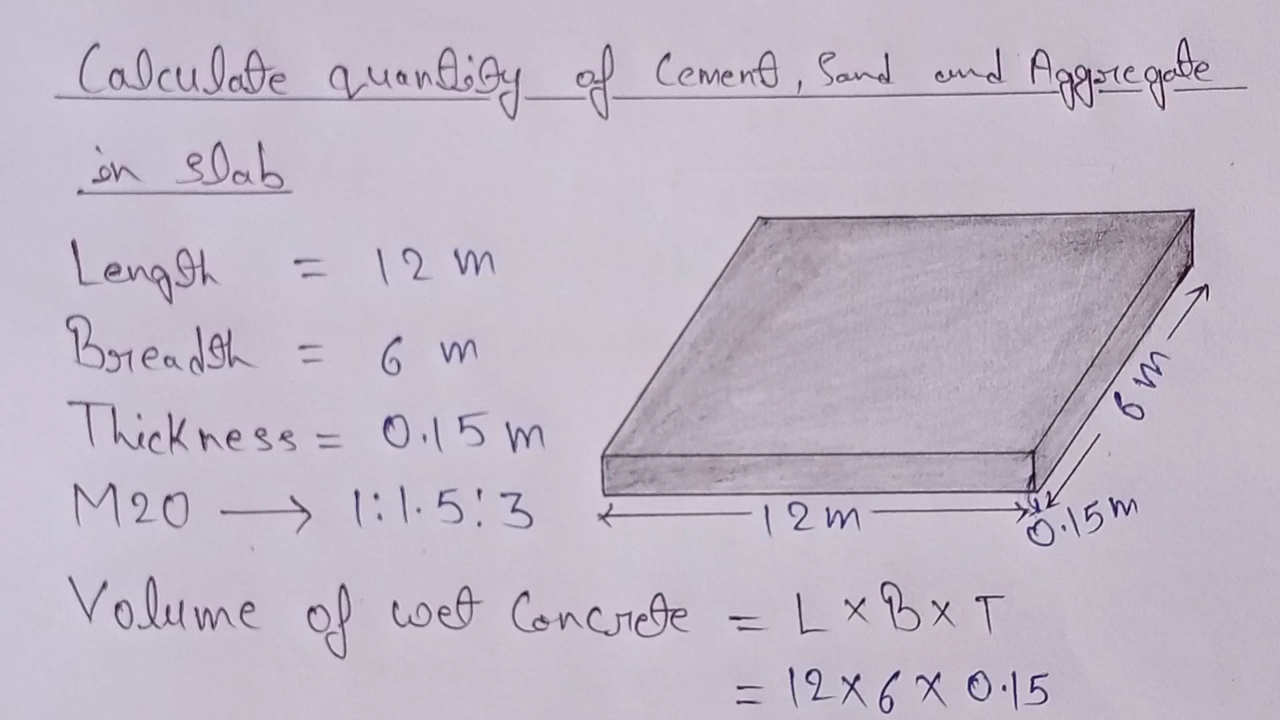 Calculate quantity of Cement, Sand and Aggregate
in slab
Length = 12 m
Breadth = 6 m
Thickness = 0.15 m
M20 → 1:1.5:3
12 m
6 m
0.15 m
Volume of wet Concrete = L × B × T
= 12 × 6 × 0.15